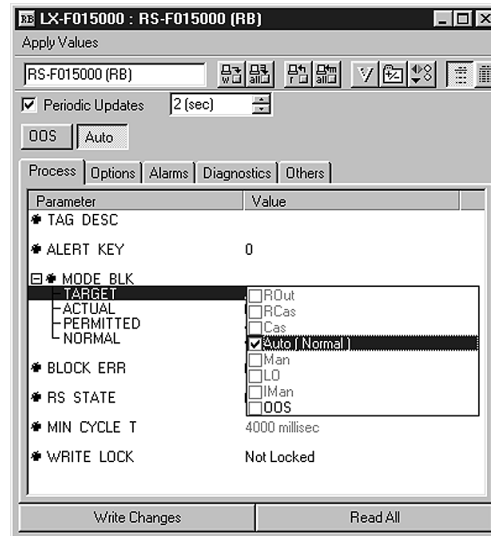 RB LX-F015000 : RS-F015000 (RB)
Apply Values
RS-F015000 (RB)
w all r all
Periodic Updates 2 (sec)
OOS Auto
Process Options Alarms Diagnostics Others
Parameter Value
TAG DESC
ALERT KEY 0
MODE BLK
TARGET
ACTUAL
PERMITTED
NORMAL
ROut
RCas
Cas
Auto ( Normal )
Man
LO
IMan
OOS
BLOCK ERR
RS STATE
MIN CYCLE T 4000 millisec
WRITE LOCK Not Locked
Write Changes Read All